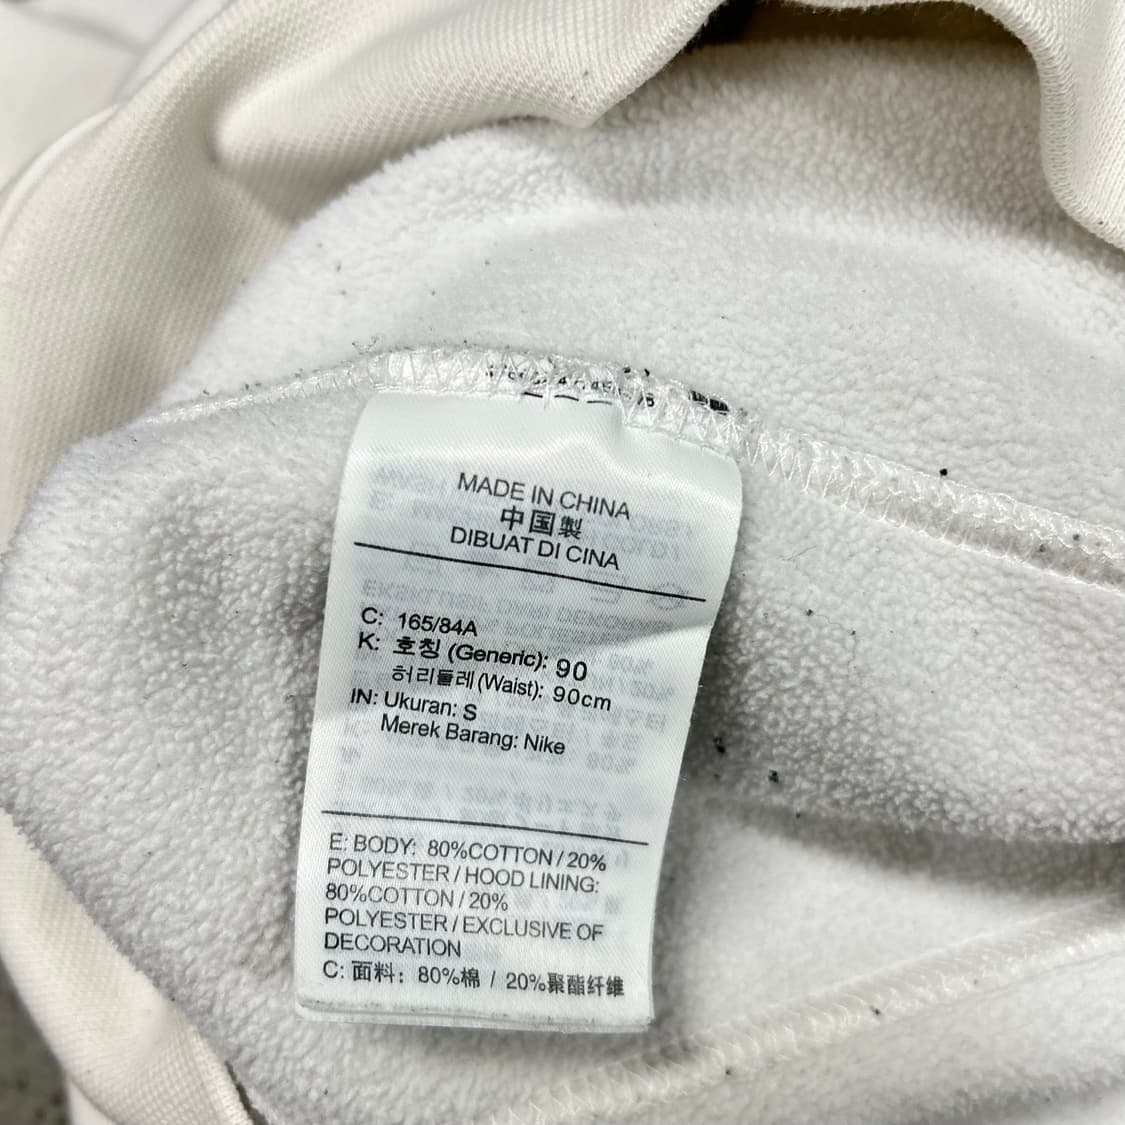 MADE IN CHINA
中国製
DIBUAT DI CINA
C: 165/84A
K: 호칭 (Generic): 90
허리둘레 (Waist): 90cm
IN: Ukuran: S
Merek Barang: Nike
E: BODY: 80%COTTON / 20%
POLYESTER / HOOD LINING:
80%COTTON / 20%
POLYESTER / EXCLUSIVE OF
DECORATION
C: 面料: 80%棉 / 20%聚酯纤维